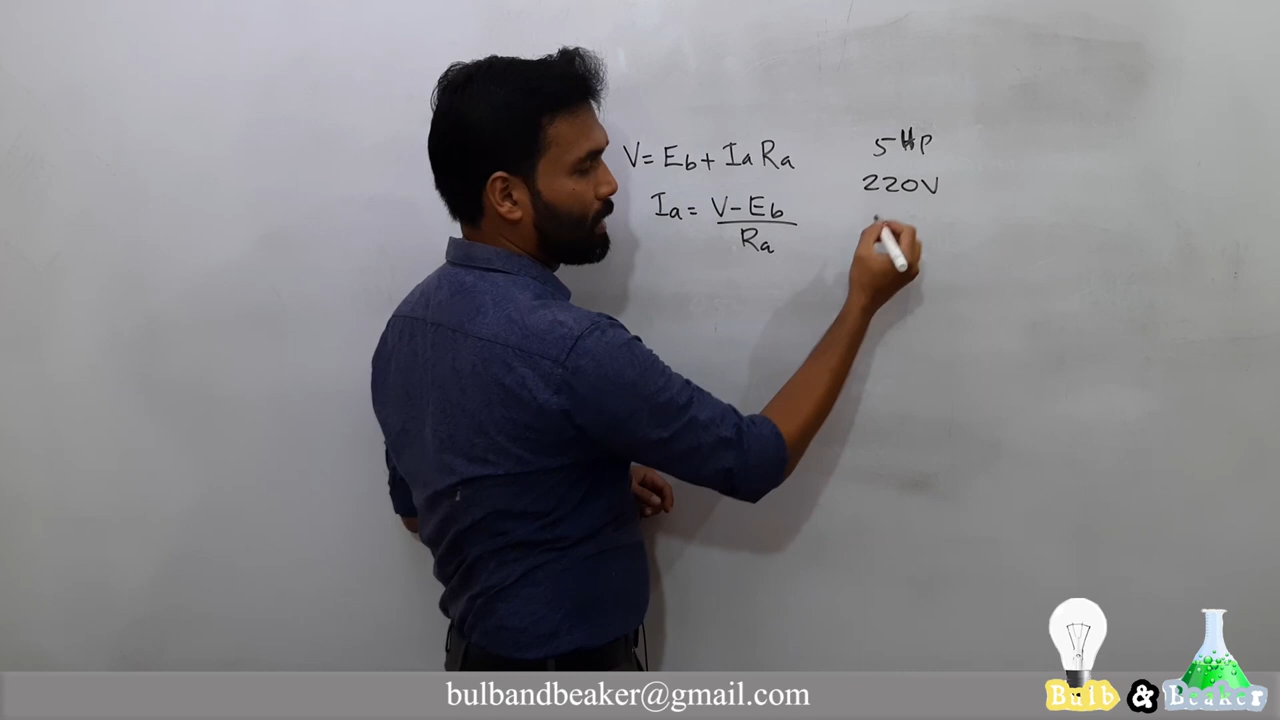 V = Eb + Ia Ra
Ia = V - Eb
Ra
5 HP
220V
bulbandbeaker@gmail.com
Bulb & Beaker